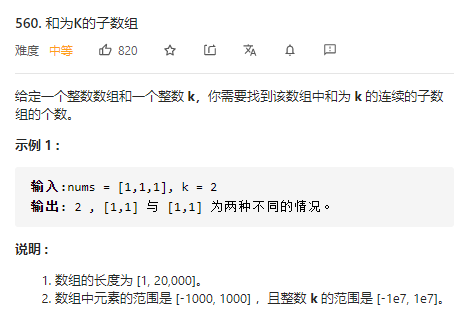 560. 和为K的子数组
难度 中等 820
给定一个整数数组和一个整数 k，你需要找到该数组中和为 k 的连续的子数
组的个数。
示例 1 :
输入:nums = [1,1,1], k = 2
输出: 2 , [1,1] 与 [1,1] 为两种不同的情况。
说明 :
1. 数组的长度为 [1, 20,000]。
2. 数组中元素的范围是 [-1000, 1000] ，且整数 k 的范围是 [-1e7, 1e7]。